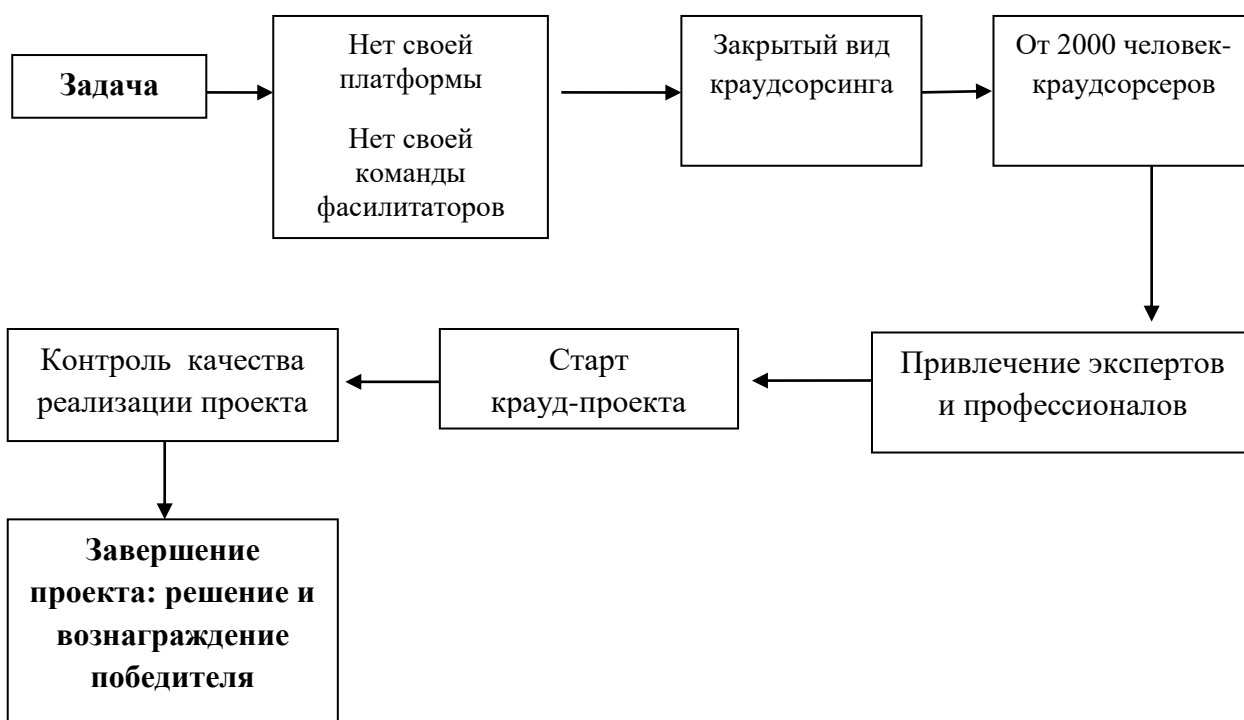 Задача
Нет своей
платформы
Нет своей
команды
фасилитаторов
Закрытый вид
краудсорсинга
От 2000 человек-
краудсорсеров
Привлечение экспертов
и профессионалов
Старт
крауд-проекта
Контроль качества
реализации проекта
Завершение
проекта: решение и
вознаграждение
победителя